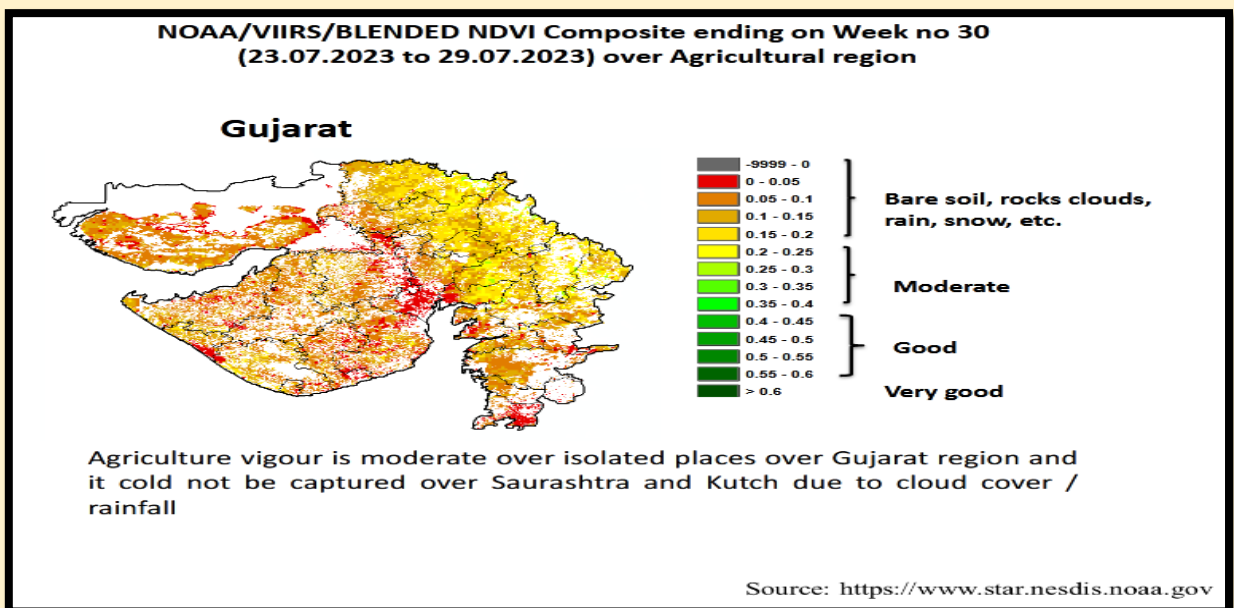 NOAA/VIIRS/BLENDED NDVI Composite ending on Week no 30
(23.07.2023 to 29.07.2023) over Agricultural region
Gujarat
-9999 - 0
0 - 0.05
0.05 - 0.1
0.1 - 0.15
0.15 - 0.2
0.2 - 0.25
0.25 - 0.3
0.3 - 0.35
0.35 - 0.4
0.4 - 0.45
0.45 - 0.5
0.5 - 0.55
0.55 - 0.6
> 0.6
Bare soil, rocks clouds,
rain, snow, etc.
Moderate
Good
Very good
Agriculture vigour is moderate over isolated places over Gujarat region and
it cold not be captured over Saurashtra and Kutch due to cloud cover /
rainfall
Source: https://www.star.nesdis.noaa.gov